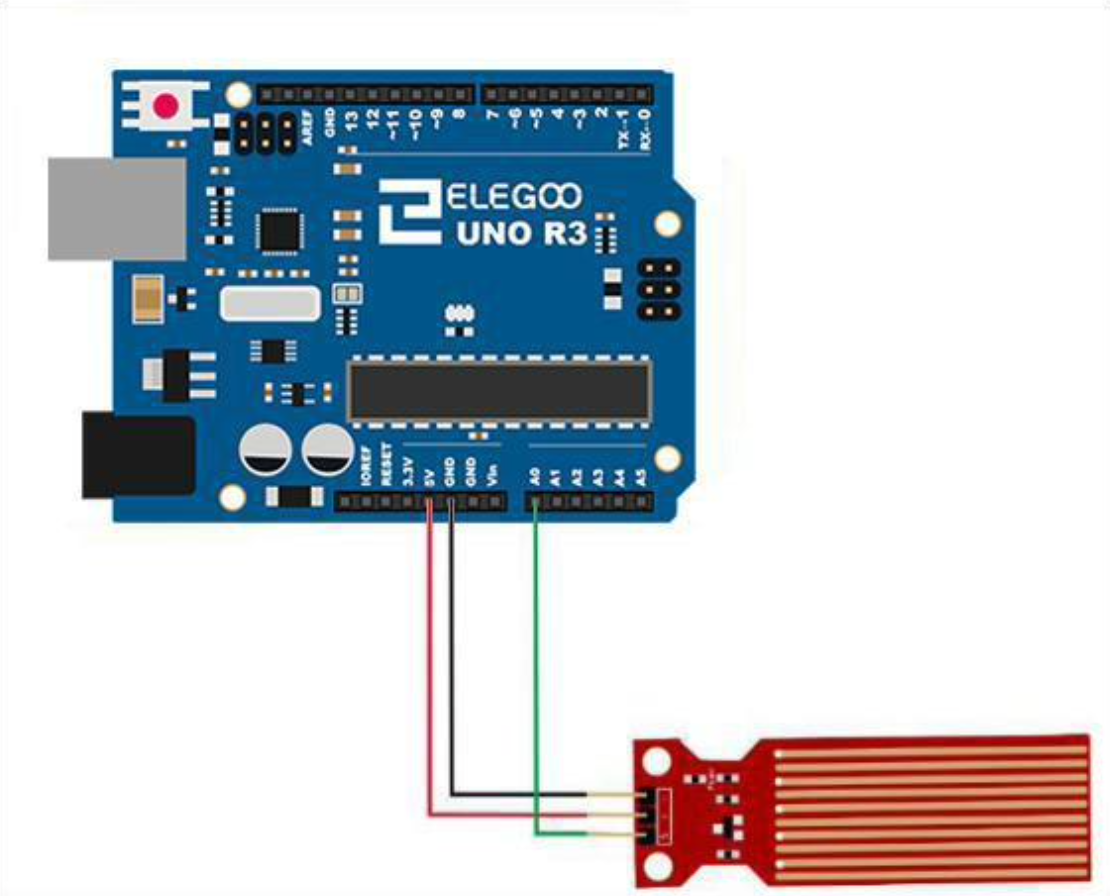 AREF
GND
13
12
~11
~10
~9
8
7
~6
~5
4
~3
2
TX→1
RX←0
ELEGOO
UNO R3
IOREF
RESET
3.3V
5V
GND
GND
Vin
A0
A1
A2
A3
A4
A5